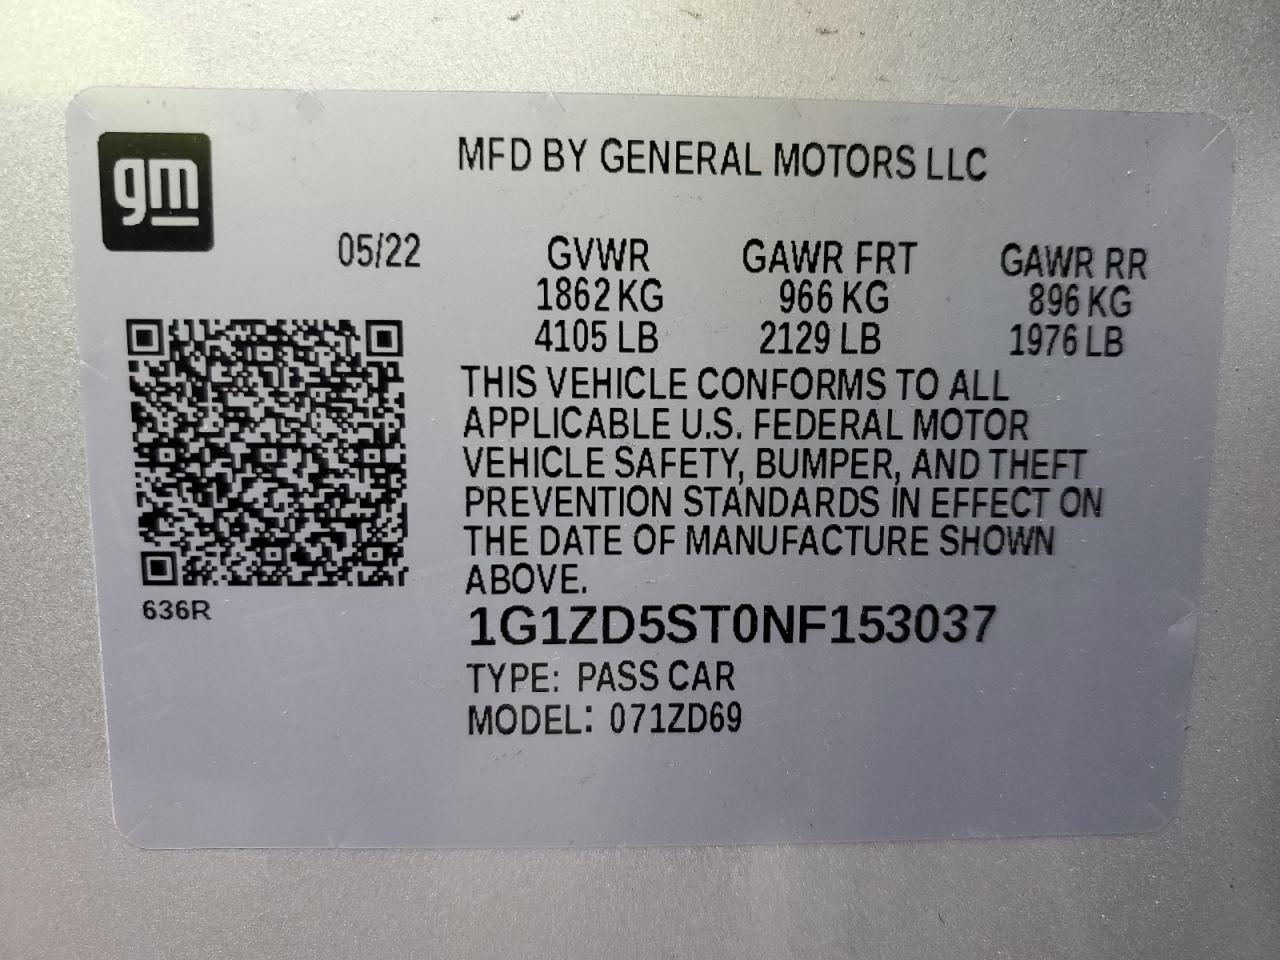 gm
MFD BY GENERAL MOTORS LLC
05/22 GVWR GAWR FRT GAWR RR
1862 KG 966 KG 896 KG
4105 LB 2129 LB 1976 LB
THIS VEHICLE CONFORMS TO ALL
APPLICABLE U.S. FEDERAL MOTOR
VEHICLE SAFETY, BUMPER, AND THEFT
PREVENTION STANDARDS IN EFFECT ON
THE DATE OF MANUFACTURE SHOWN
ABOVE.
636R
1G1ZD5ST0NF153037
TYPE: PASS CAR
MODEL: 071ZD69